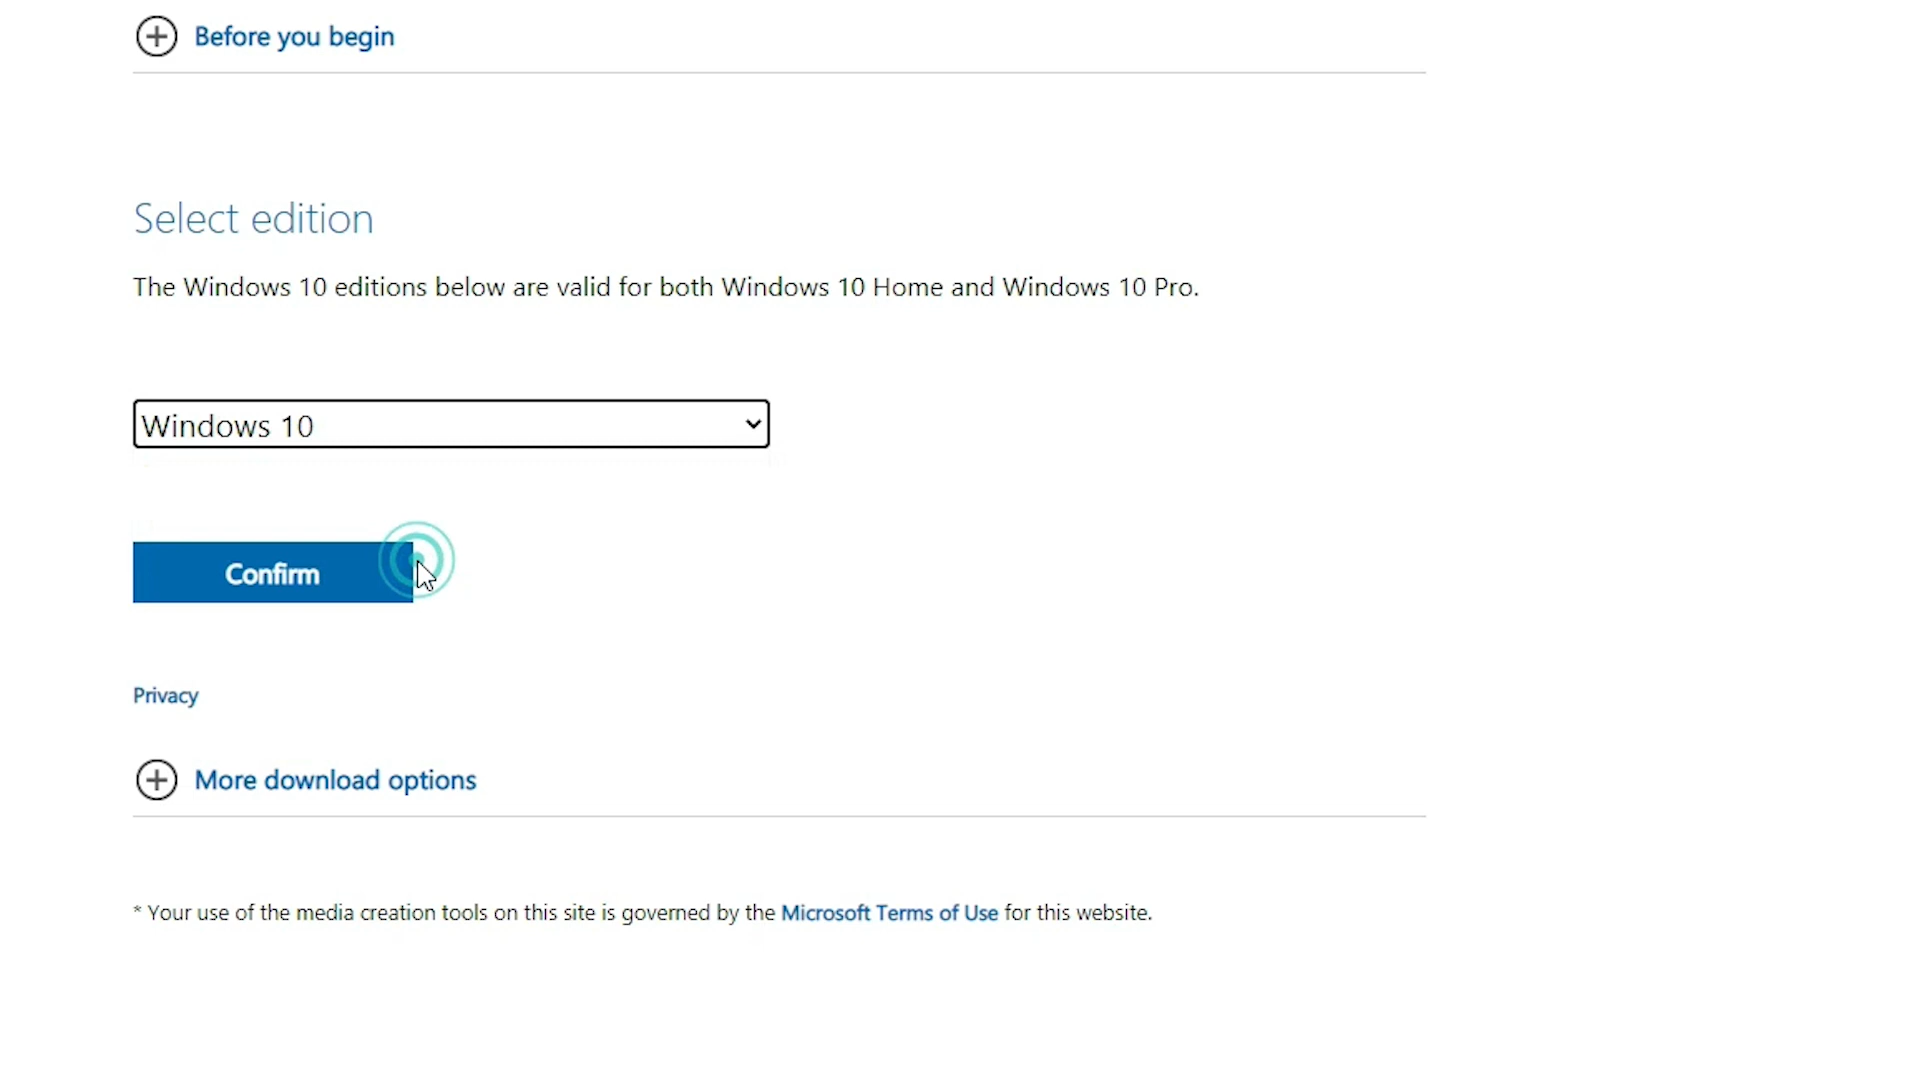 Before you begin
Select edition
The Windows 10 editions below are valid for both Windows 10 Home and Windows 10 Pro.
Windows 10
Confirm
Privacy
More download options
* Your use of the media creation tools on this site is governed by the Microsoft Terms of Use for this website.